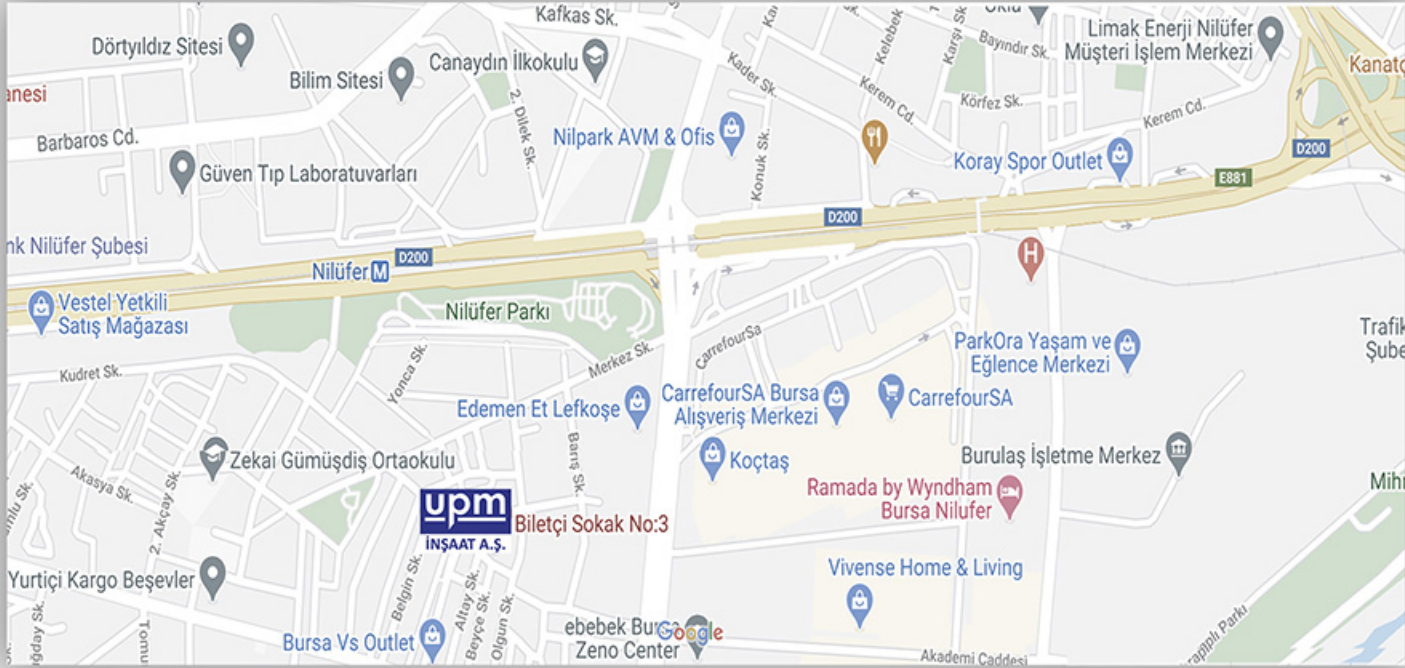 Kafkas Sk.
Dörtyıldız Sitesi
Bilim Sitesi
Canaydın İlkokulu
Limak Enerji Nilüfer
Müşteri İşlem Merkezi
Bayındır Sk.
Karşı Sk.
Kelebek
Kader Sk.
Kerem Cd.
Körfez Sk.
Kerem Cd.
2. Dilek Sk.
Barbaros Cd.
Nilpark AVM & Ofis
Konuk Sk.
Koray Spor Outlet
D200
E881
Güven Tıp Laboratuvarları
D200
Nilüfer Şubesi
D200
Nilüfer M
H
Vestel Yetkili
Satış Mağazası
Nilüfer Parkı
Kudret Sk.
Yonca Sk.
Merkez Sk.
CarrefourSa
ParkOra Yaşam ve
Eğlence Merkezi
Edemen Et Lefkoşe
CarrefourSA Bursa
Alışveriş Merkezi
CarrefourSA
Zekai Gümüşdiş Ortaokulu
Barış Sk.
Koçtaş
Burulaş İşletme Merkez
Akasya Sk.
2. Akçay Sk.
Ramada by Wyndham
Bursa Nilufer
upm
İNŞAAT A.Ş.
Biletçi Sokak No:3
Yurtiçi Kargo Beşevler
Belgin Sk.
Altay Sk.
Beyçe Sk.
Olgun Sk.
Vivense Home & Living
Bursa Vs Outlet
ebebek Bursa
Zeno Center
Google
Akademi Caddesi